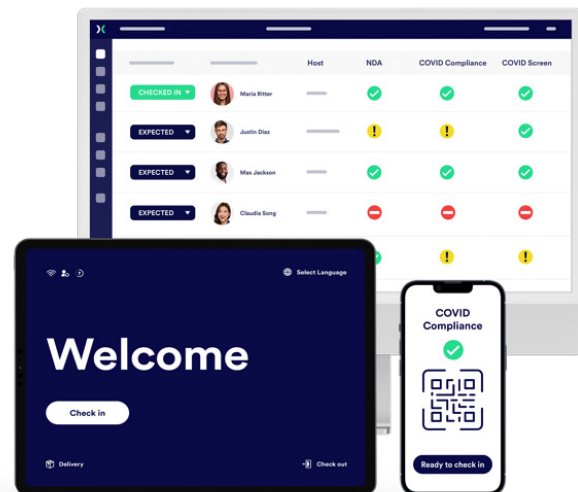 Host NDA COVID Compliance COVID Screen
CHECKED IN Maria Ritter
EXPECTED Justin Diaz
EXPECTED Max Jackson
EXPECTED Claudia Song
Select Language
Welcome
Check in
Delivery
Check out
COVID
Compliance
Ready to check in